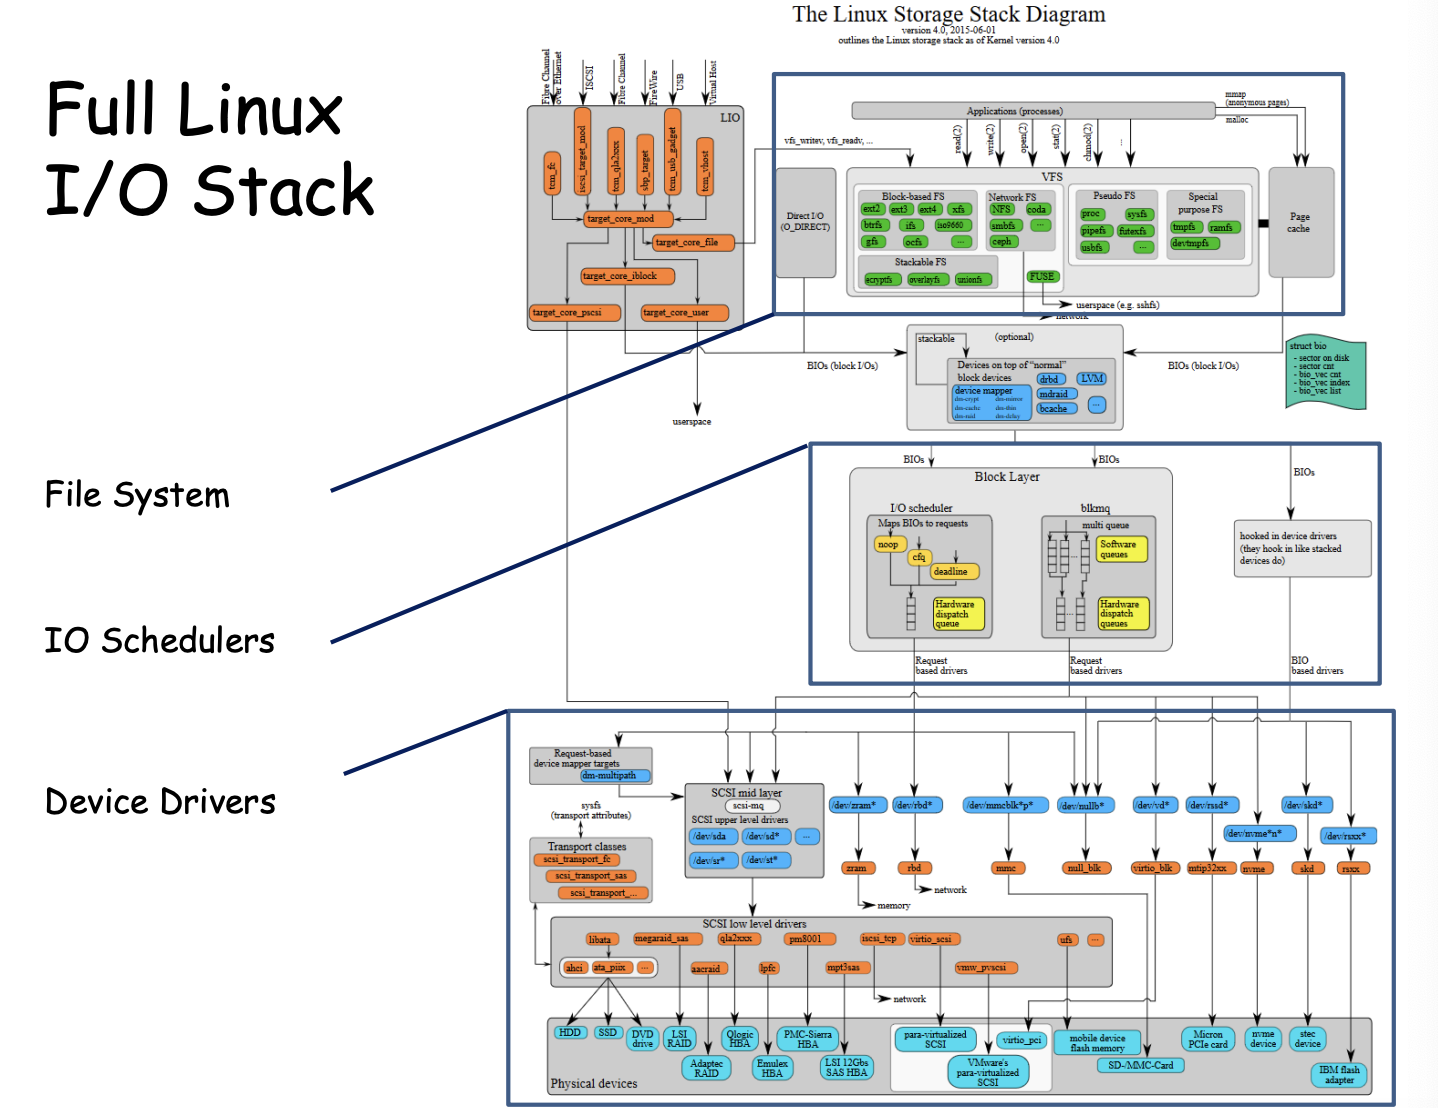 The Linux Storage Stack Diagram
version 4.0, 2015-06-01
outlines the Linux storage stack as of Kernel version 4.0
Full Linux
I/O Stack
File System
IO Schedulers
Device Drivers
Fibre Channel
over Ethernet
ISCSI
Fibre Channel
FireWire
USB
Virtual Host
LIO
tcm_fc
iscsi_target_mod
tcm_qla2xxx
sbp_target
tcm_usb_gadget
tcm_vhost
target_core_mod
target_core_file
target_core_iblock
target_core_pscsi
target_core_user
userspace
vfs_writev, vfs_readv, ...
Applications (processes)
mmap
(anonymous pages)
malloc
read(2)
write(2)
open(2)
stat(2)
chmod(2)
...
Direct I/O
(O_DIRECT)
VFS
Block-based FS
ext2
ext3
ext4
xfs
btrfs
ifs
iso9660
gfs
ocfs
...
Network FS
NFS
coda
smbfs
...
ceph
Pseudo FS
proc
sysfs
pipefs
futexfs
usbfs
...
Special
purpose FS
tmpfs
ramfs
devtmpfs
Stackable FS
ecryptfs
overlayfs
unionfs
FUSE
userspace (e.g. sshfs)
network
Page
cache
stackable
(optional)
Devices on top of “normal”
block devices
drbd
LVM
device mapper
dm-crypt
dm-mirror
dm-cache
dm-thin
dm-raid
dm-delay
mdraid
bcache
...
BIOs (block I/Os)
BIOs (block I/Os)
struct bio
- sector on disk
- sector cnt
- bio_vec cnt
- bio_vec index
- bio_vec list
BIOs
BIOs
BIOs
Block Layer
I/O scheduler
Maps BIOs to requests
noop
cfq
deadline
Hardware
dispatch
queue
blkmq
multi queue
Software
queues
...
...
Hardware
dispatch
queues
hooked in device drivers
(they hook in like stacked
devices do)
Request
based drivers
Request
based drivers
BIO
based drivers
Request-based
device mapper targets
dm-multipath
sysfs
(transport attributes)
Transport classes
scsi_transport_fc
scsi_transport_sas
scsi_transport_...
SCSI mid layer
scsi-mq
SCSI upper level drivers
/dev/sda
/dev/sd*
...
/dev/sr*
/dev/st*
/dev/zram*
/dev/rbd*
/dev/mmcblk*p*
/dev/nullb*
/dev/vd*
/dev/rssd*
/dev/skd*
/dev/nvme*n*
/dev/rsxx*
zram
rbd
mmc
null_blk
virtio_blk
mtip32xx
nvme
skd
rsxx
network
memory
SCSI low level drivers
libata
megaraid_sas
qla2xxx
pm8001
iscsi_tcp
virtio_scsi
ufs
...
ahci
ata_piix
...
aacraid
lpfc
mpt3sas
vmw_pvscsi
network
HDD
SSD
DVD
drive
LSI
RAID
Adaptec
RAID
Qlogic
HBA
Emulex
HBA
PMC-Sierra
HBA
LSI 12Gbs
SAS HBA
para-virtualized
SCSI
VMware's
para-virtualized
SCSI
virtio_pci
mobile device
flash memory
SD-/MMC-Card
Micron
PCIe card
nvme
device
stec
device
IBM flash
adapter
Physical devices